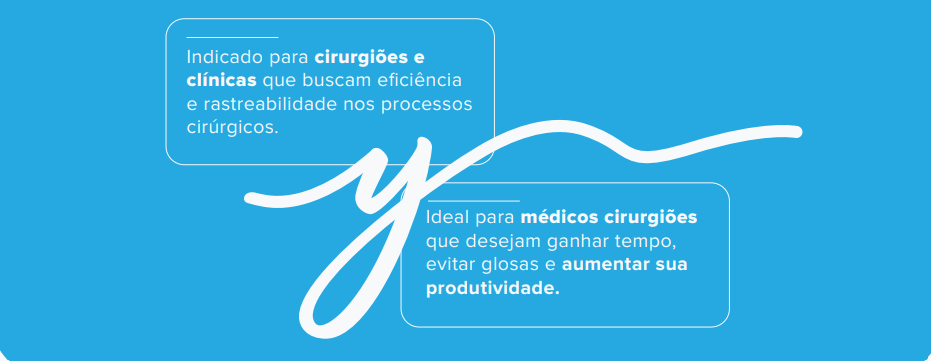 Indicado para cirurgiões e
clínicas que buscam eficiência
e rastreabilidade nos processos
cirúrgicos.
y
Ideal para médicos cirurgiões
que desejam ganhar tempo,
evitar glosas e aumentar sua
produtividade.